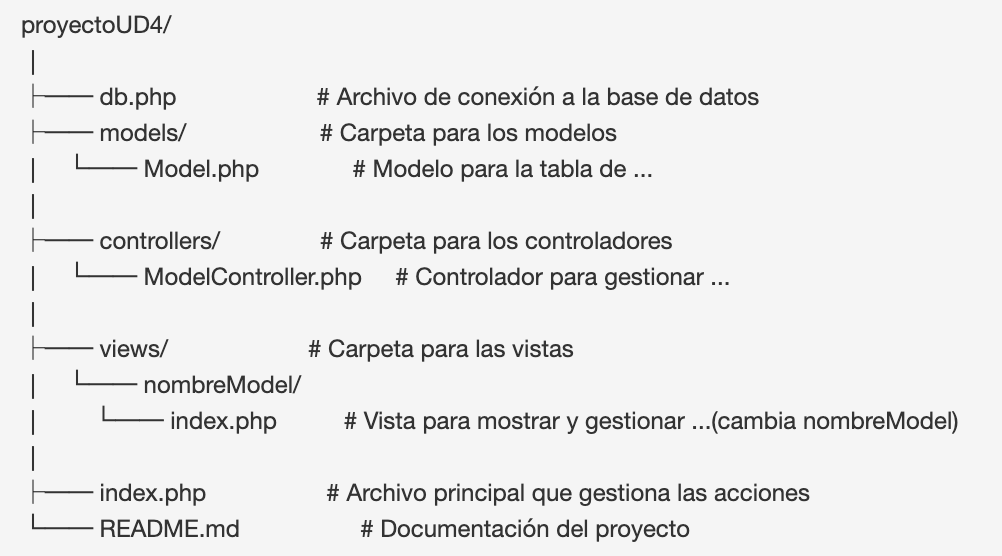 proyectoUD4/
│
├── db.php # Archivo de conexión a la base de datos
├── models/ # Carpeta para los modelos
│ └── Model.php # Modelo para la tabla de ...
│
├── controllers/ # Carpeta para los controladores
│ └── ModelController.php # Controlador para gestionar ...
│
├── views/ # Carpeta para las vistas
│ └── nombreModel/
│ └── index.php # Vista para mostrar y gestionar ...(cambia nombreModel)
│
├── index.php # Archivo principal que gestiona las acciones
└── README.md # Documentación del proyecto